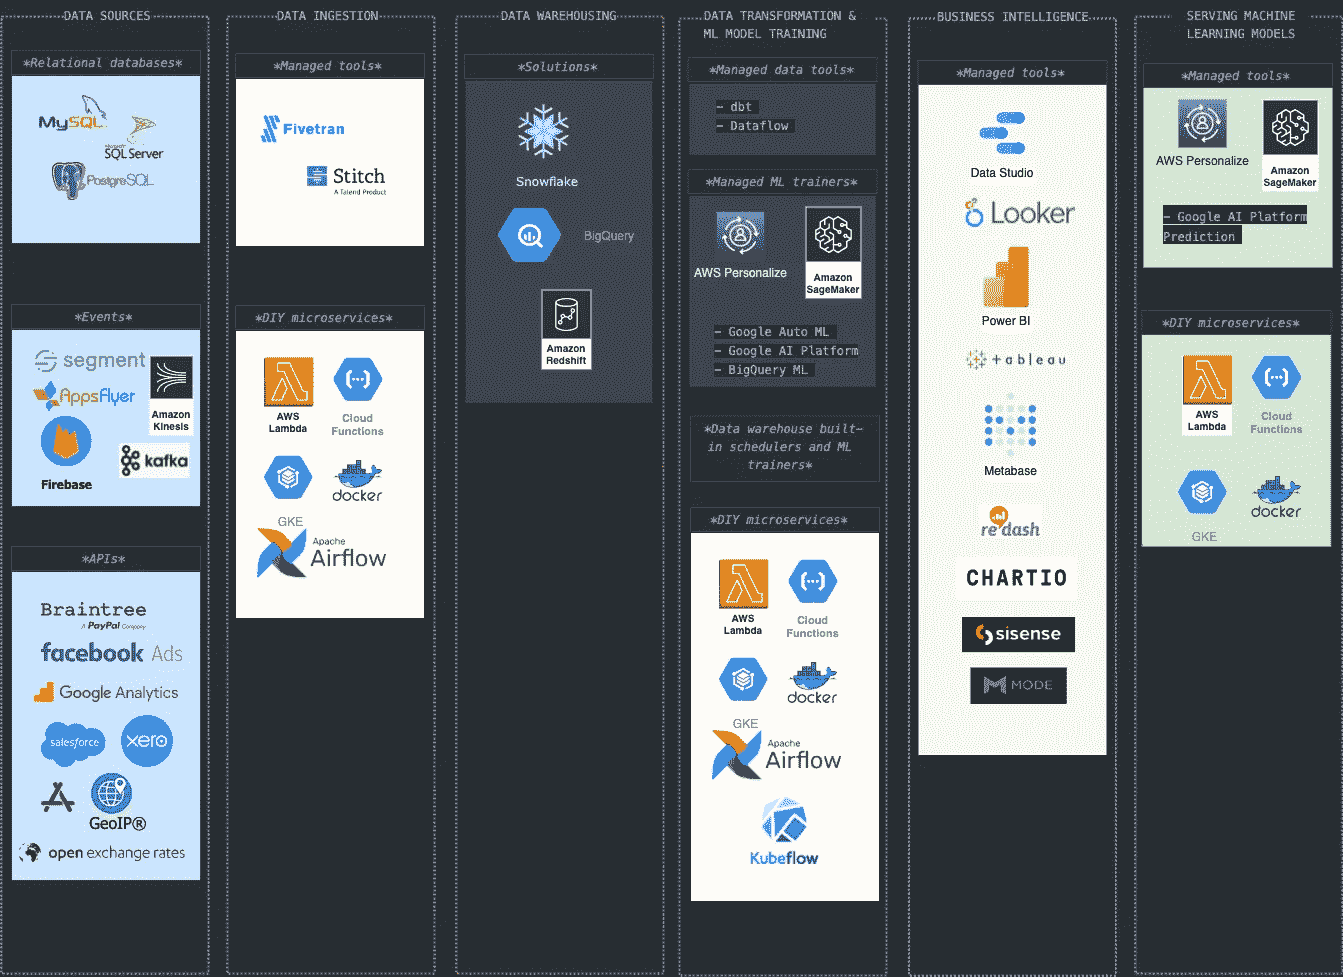 DATA SOURCES
*Relational databases*
MySQL
Microsoft
SQL Server
PostgreSQL
*Events*
segment
AppsFlyer
Amazon
Kinesis
Firebase
kafka
*APIs*
Braintree
A PayPal Company
facebook Ads
Google Analytics
salesforce
xero
GeoIP®
open exchange rates
DATA INGESTION
*Managed tools*
Fivetran
Stitch
A Talend Product
*DIY microservices*
AWS
Lambda
Cloud
Functions
docker
GKE
Apache
Airflow
DATA WAREHOUSING
*Solutions*
Snowflake
BigQuery
Amazon
Redshift
DATA TRANSFORMATION &
ML MODEL TRAINING
*Managed data tools*
- dbt
- Dataflow
*Managed ML trainers*
AWS Personalize
Amazon
SageMaker
- Google Auto ML
- Google AI Platform
- BigQuery ML
*Data warehouse built-
in schedulers and ML
trainers*
*DIY microservices*
AWS
Lambda
Cloud
Functions
docker
GKE
Apache
Airflow
Kubeflow
BUSINESS INTELLIGENCE
*Managed tools*
Data Studio
Looker
Power BI
+ableau
Metabase
redash
CHARTIO
sisense
MODE
SERVING MACHINE
LEARNING MODELS
*Managed tools*
AWS Personalize
Amazon
SageMaker
- Google AI Platform
Prediction
*DIY microservices*
AWS
Lambda
Cloud
Functions
docker
GKE